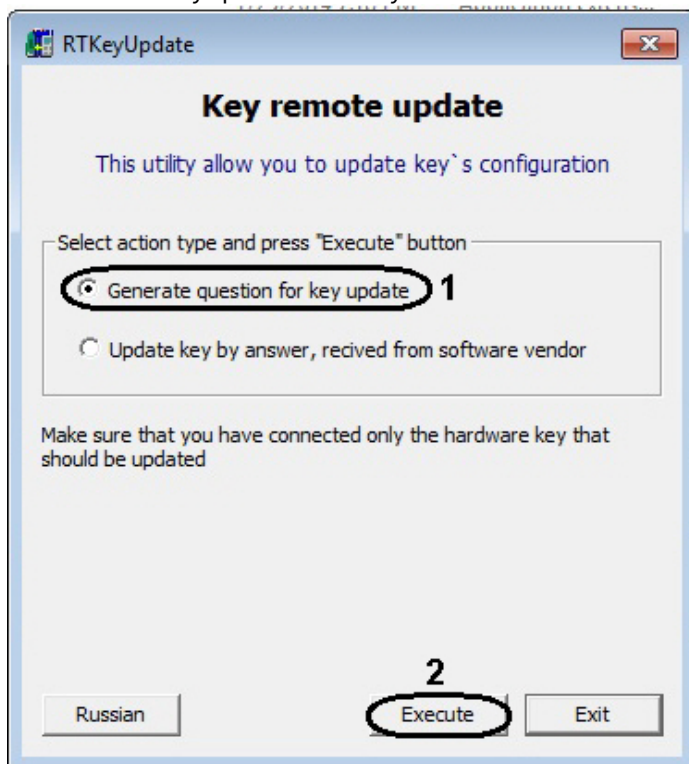 RTKeyUpdate
Key remote update
This utility allow you to update key`s configuration
Select action type and press "Execute" button
Generate question for key update 1
Update key by answer, recived from software vendor
Make sure that you have connected only the hardware key that
should be updated
2
Russian Execute Exit